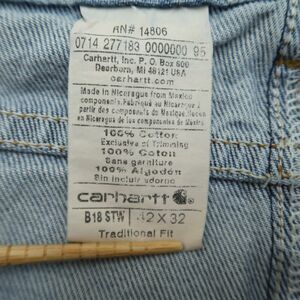 RN# 14806
0714 277183 0000000 95
Carhartt, Inc. P.O. Box 600
Dearborn, MI 48121 USA
carhartt.com
Made in Nicaragua from Mexico
components. Fabriqué au Nicaragua à
partir de composants du Mexique. Hecho
en Nicaragua de los componentes de Mexico.
100% Cotton
Exclusive of Trimming
100% Coton
Sans garniture
100% Algodón
Sin incluir adorno
carhartt
B18 STW 42 X 32
Traditional Fit